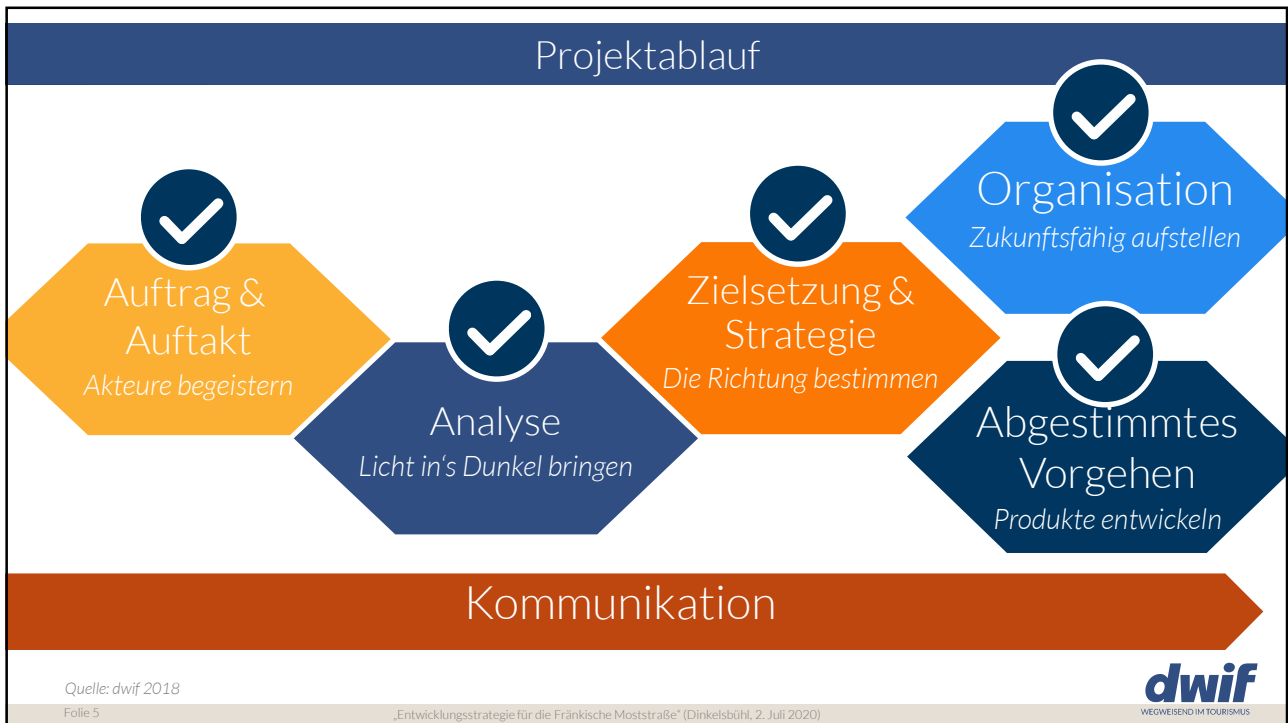 Projektablauf
Auftrag &
Auftakt
Akteure begeistern
Analyse
Licht in‘s Dunkel bringen
Zielsetzung &
Strategie
Die Richtung bestimmen
Organisation
Zukunftsfähig aufstellen
Abgestimmtes
Vorgehen
Produkte entwickeln
Kommunikation
Quelle: dwif 2018
Folie 5
„Entwicklungsstrategie für die Fränkische Moststraße“ (Dinkelsbühl, 2. Juli 2020)
dwif
WEGWEISEND IM TOURISMUS